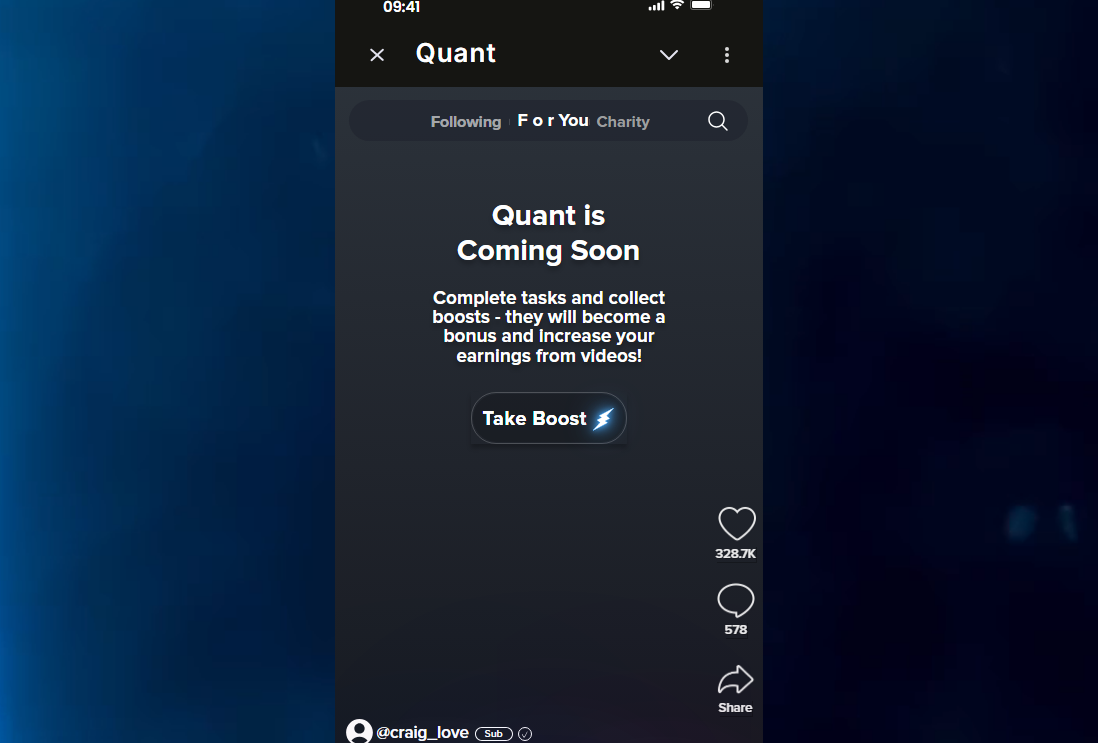 09:41
Quant
Following F o r You Charity
Quant is
Coming Soon
Complete tasks and collect
boosts - they will become a
bonus and increase your
earnings from videos!
Take Boost
328.7K
578
Share
@craig_love Sub